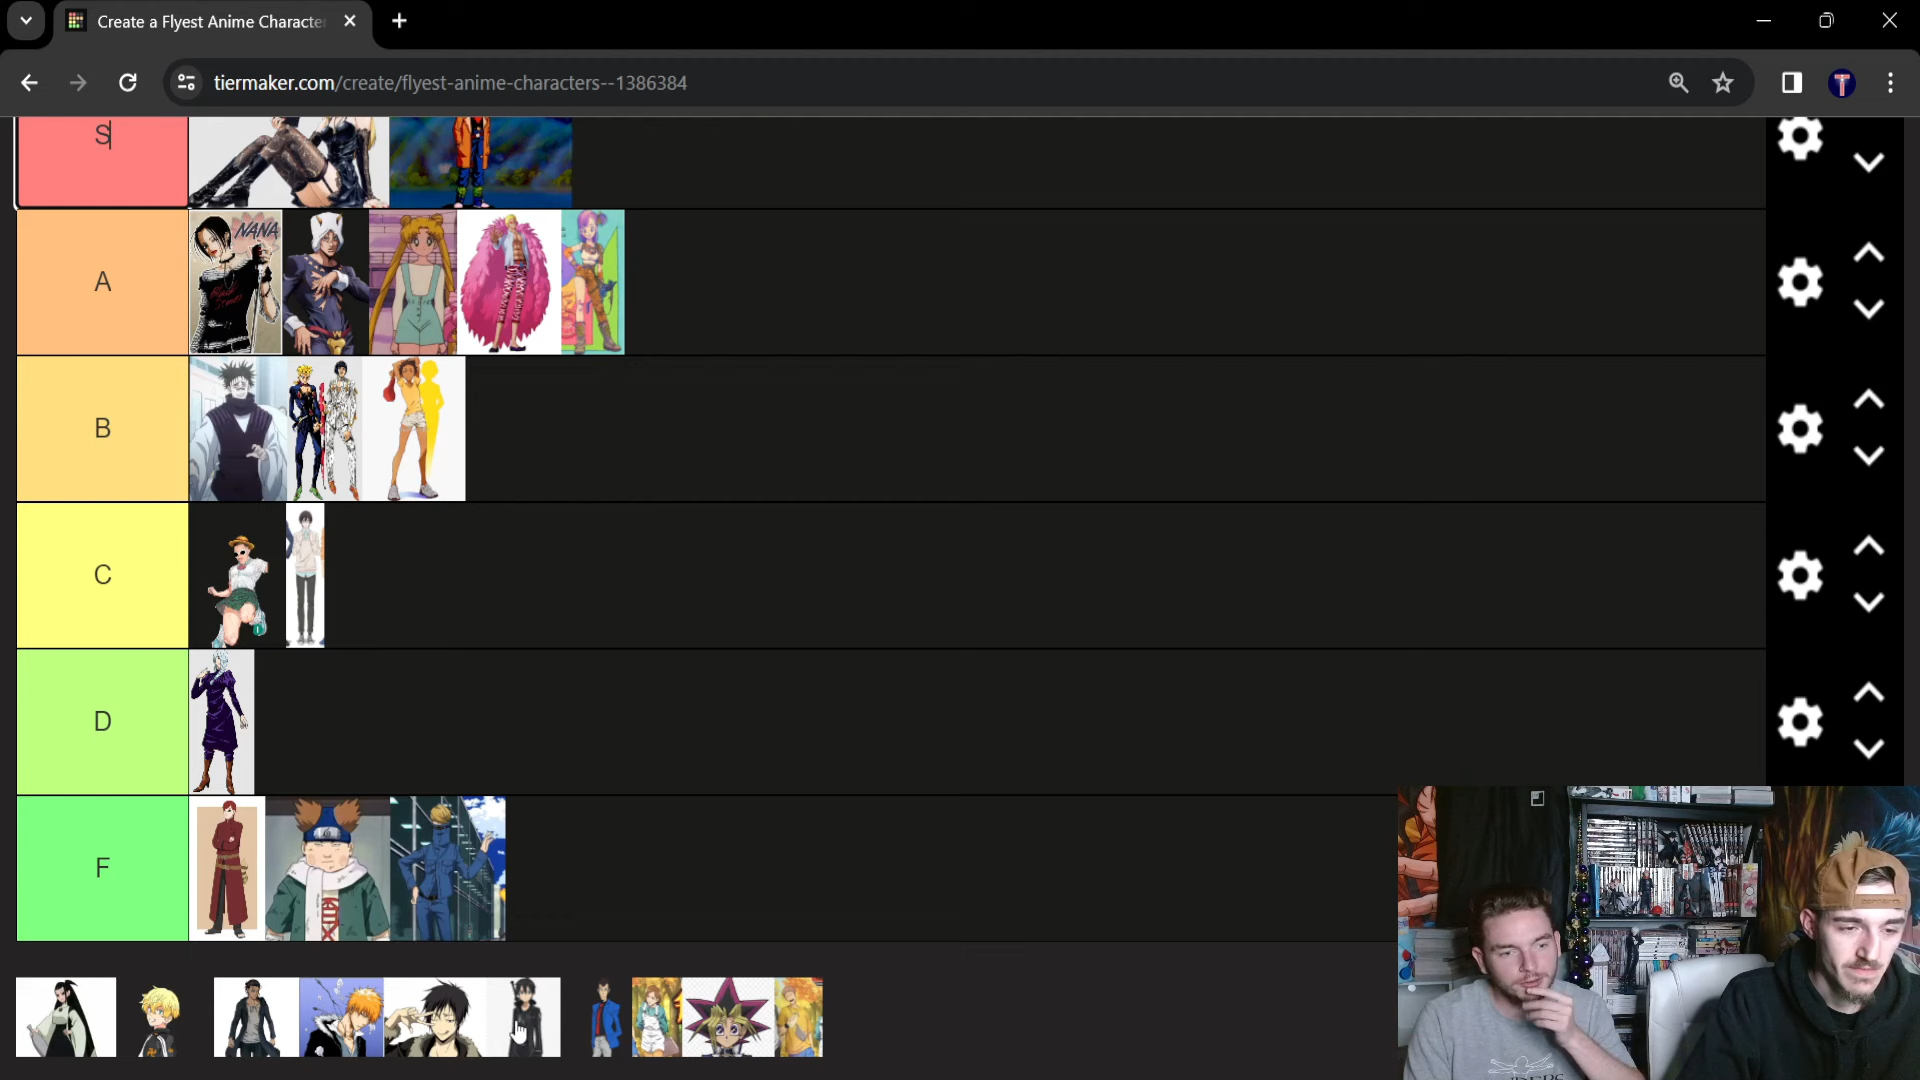 Create a Flyest Anime Characte
tiermaker.com/create/flyest-anime-characters--1386384
T
S
A
NANA
B
C
D
F